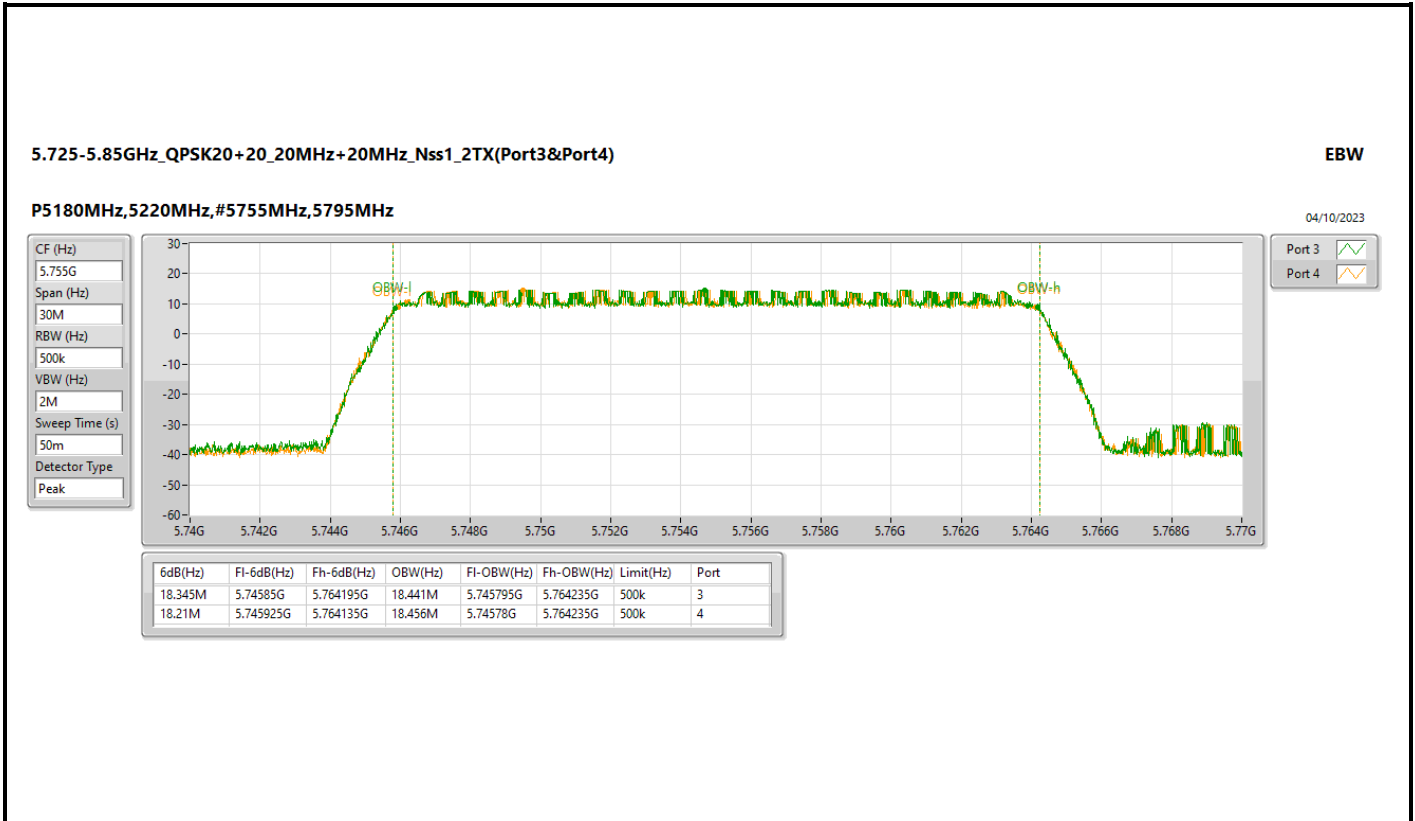 5.725-5.85GHz_QPSK20+20_20MHz+20MHz_Nss1_2TX(Port3&Port4)
EBW
P5180MHz,5220MHz,#5755MHz,5795MHz
04/10/2023
CF (Hz)
5.755G
Span (Hz)
30M
RBW (Hz)
500k
VBW (Hz)
2M
Sweep Time (s)
50m
Detector Type
Peak
30
20
10
0
-10
-20
-30
-40
-50
-60
OBW-l
OBW-h
5.74G 5.742G 5.744G 5.746G 5.748G 5.75G 5.752G 5.754G 5.756G 5.758G 5.76G 5.762G 5.764G 5.766G 5.768G 5.77G
Port 3
Port 4
6dB(Hz) Fl-6dB(Hz) Fh-6dB(Hz) OBW(Hz) Fl-OBW(Hz) Fh-OBW(Hz) Limit(Hz) Port
18.345M 5.74585G 5.764195G 18.441M 5.745795G 5.764235G 500k 3
18.21M 5.745925G 5.764135G 18.456M 5.74578G 5.764235G 500k 4